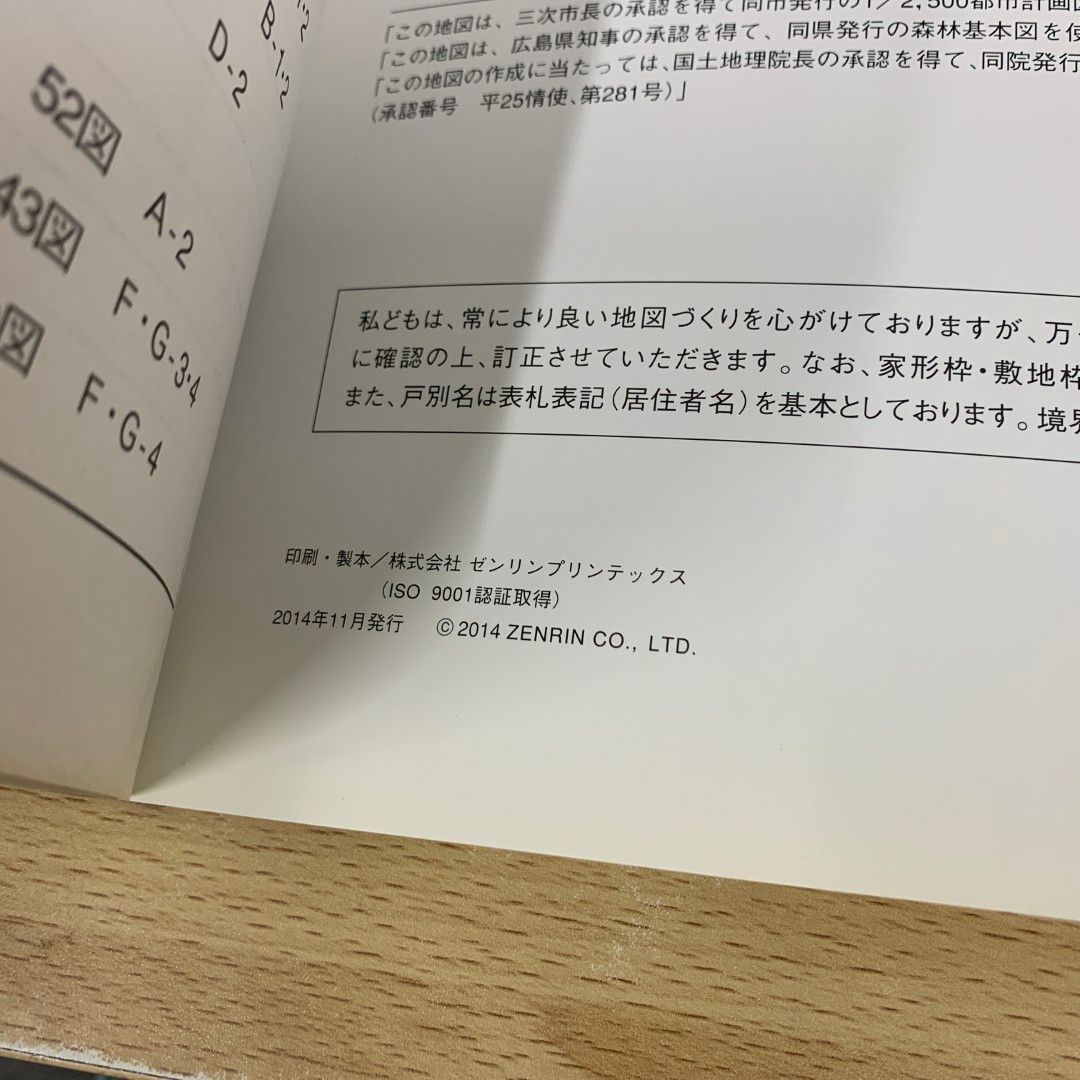 B-1・2
D-2
52図 A-2
43図 F・G-3・4
図 F・G-4
「この地図は、三次市長の承認を得て同市発行の1／2,500都市計画図
「この地図は、広島県知事の承認を得て、同県発行の森林基本図を使
「この地図の作成に当たっては、国土地理院長の承認を得て、同院発行
(承認番号 平25情使、第281号)」
私どもは、常により良い地図づくりを心がけておりますが、万
に確認の上、訂正させていただきます。なお、家形枠・敷地枠
また、戸別名は表札表記(居住者名)を基本としております。境界
印刷・製本／株式会社 ゼンリンプリンテックス
(ISO 9001認証取得)
2014年11月発行 ©2014 ZENRIN CO., LTD.